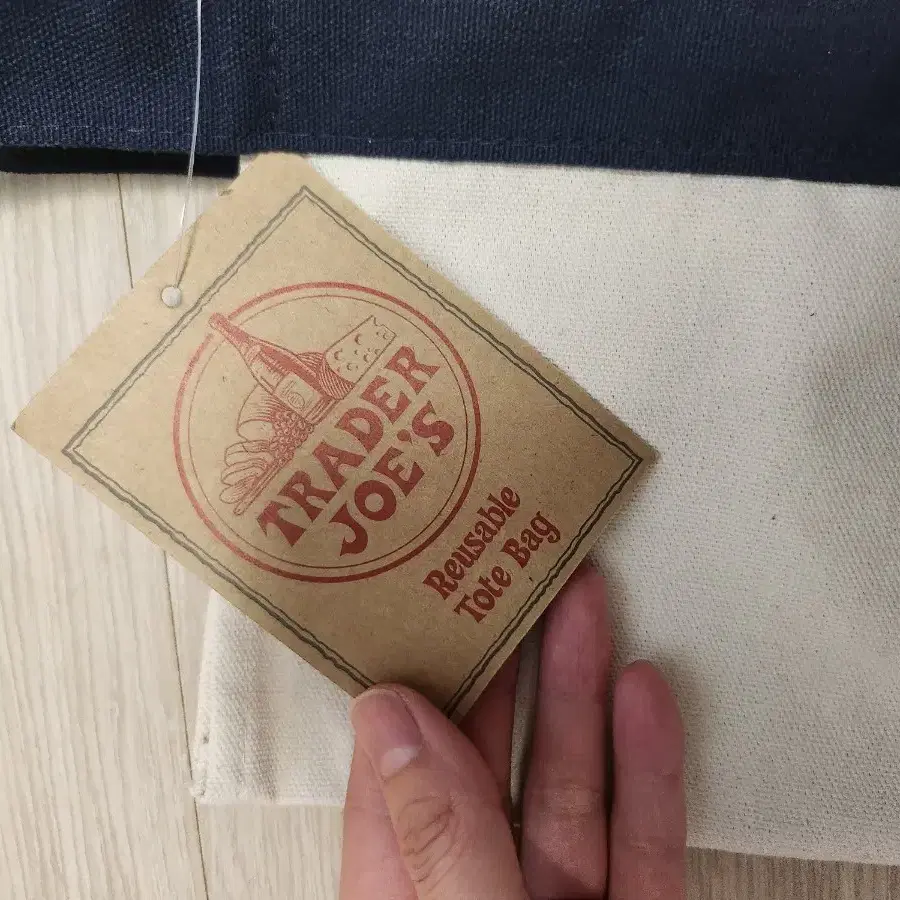 TRADER
JOE'S
Reusable
Tote Bag